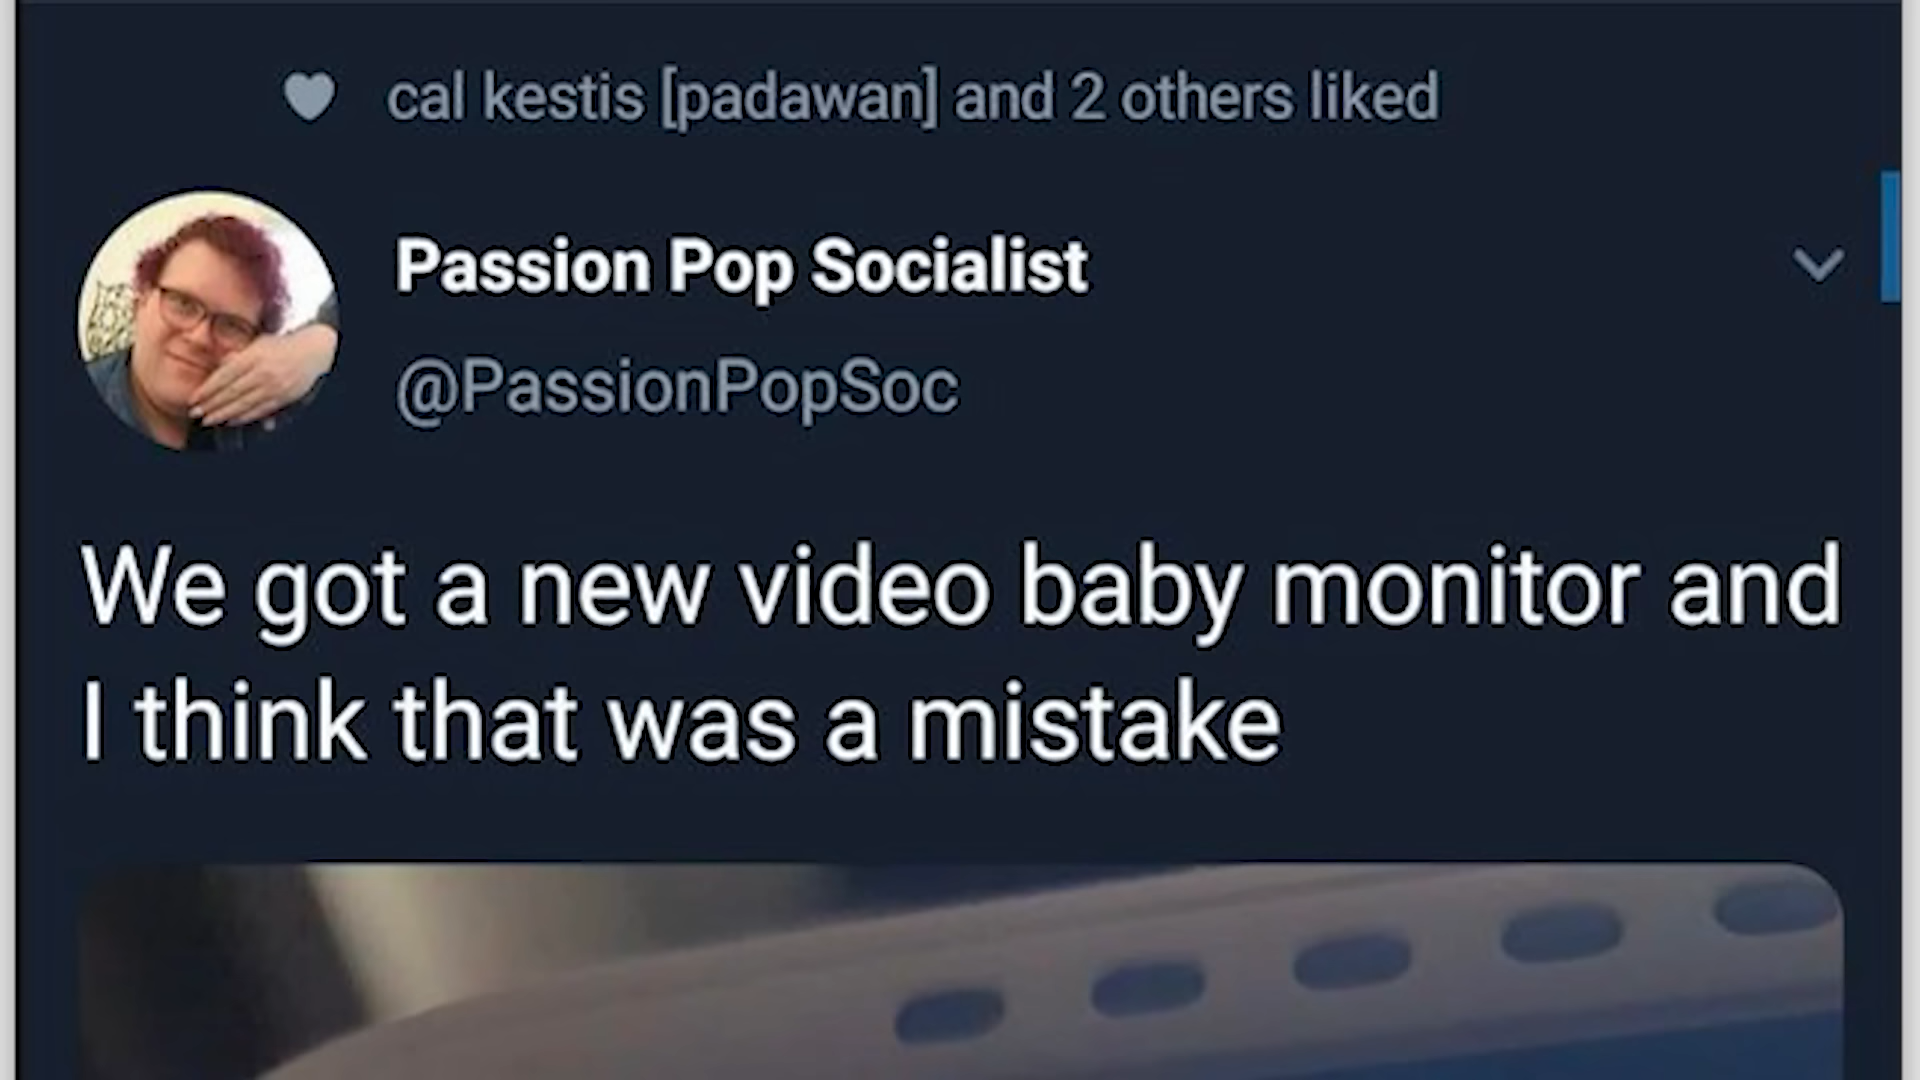 cal kestis [padawan] and 2 others liked
Passion Pop Socialist
@PassionPopSoc
We got a new video baby monitor and
I think that was a mistake